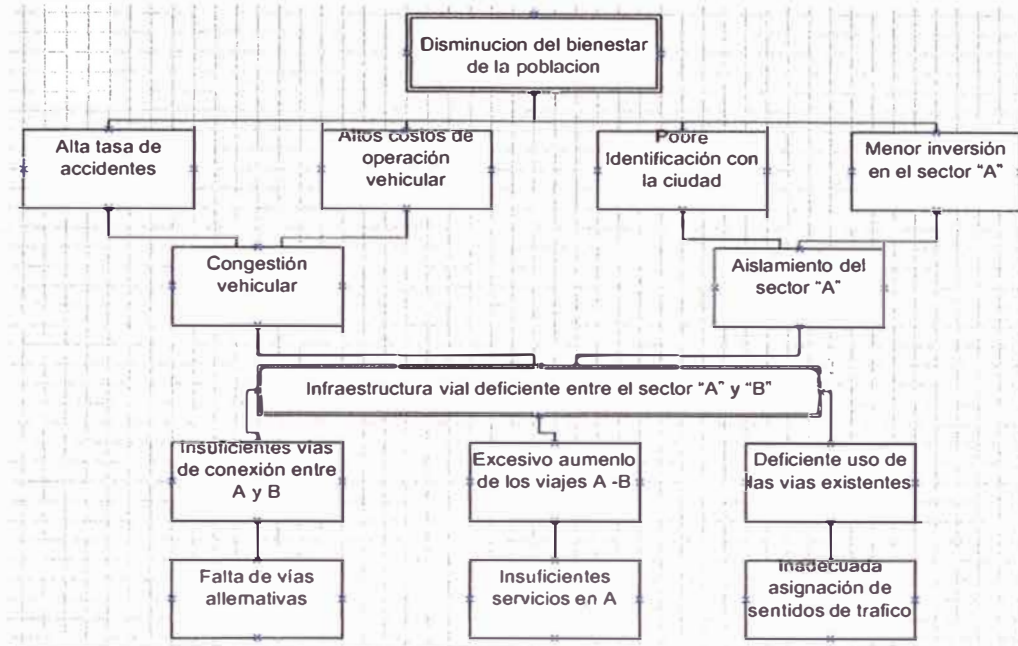 Disminucion del bienestar
de la poblacion
Alta tasa de
accidentes
Altos costos de
operación
vehicular
Pobre
Identificación con
la ciudad
Menor inversión
en el sector "A"
Congestión
vehicular
Aislamiento del
sector "A"
Infraestructura vial deficiente entre el sector "A" y "B"
Insuficientes vías
de conexión entre
A y B
Excesivo aumento
de los viajes A -B
Deficiente uso de
las vias existentes
Falta de vías
alternativas
Insuficientes
servicios en A
Inadecuada
asignación de
sentidos de trafico